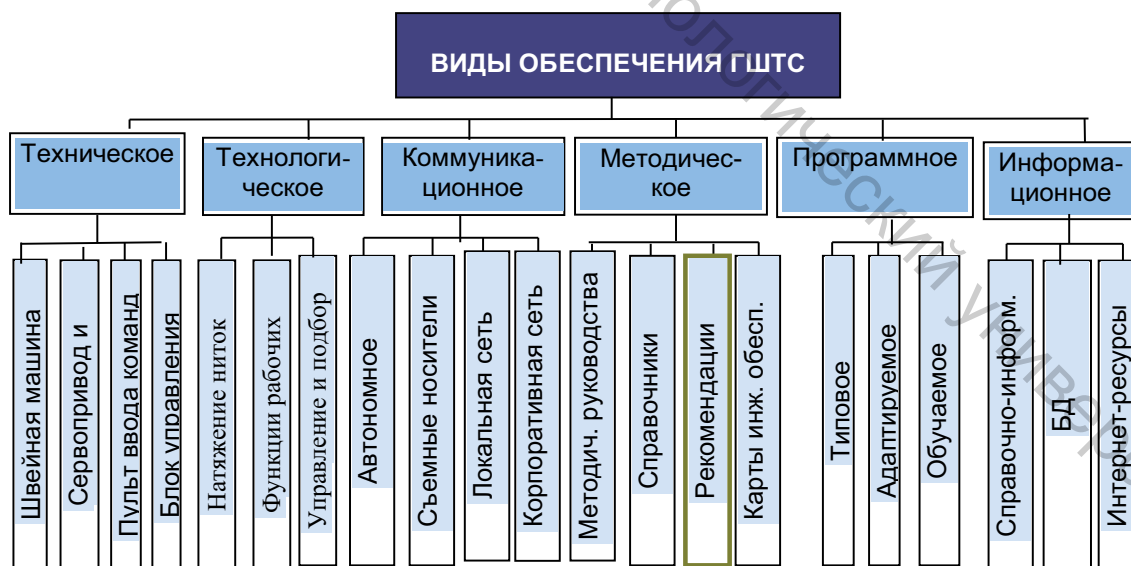 ВИДЫ ОБЕСПЕЧЕНИЯ ГШТС
Техническое
Технологи-
ческое
Коммуника-
ционное
Методичес-
кое
Программное
Информа-
ционное
Швейная машина
Сервопривод и
Пульт ввода команд
Блок управления
Натяжение ниток
Функции рабочих
Управление и подбор
Автономное
Съемные носители
Локальная сеть
Корпоративная сеть
Методич. руководства
Справочники
Рекомендации
Карты инж. обесп.
Типовое
Адаптируемое
Обучаемое
Справочно-информ.
БД
Интернет-ресурсы